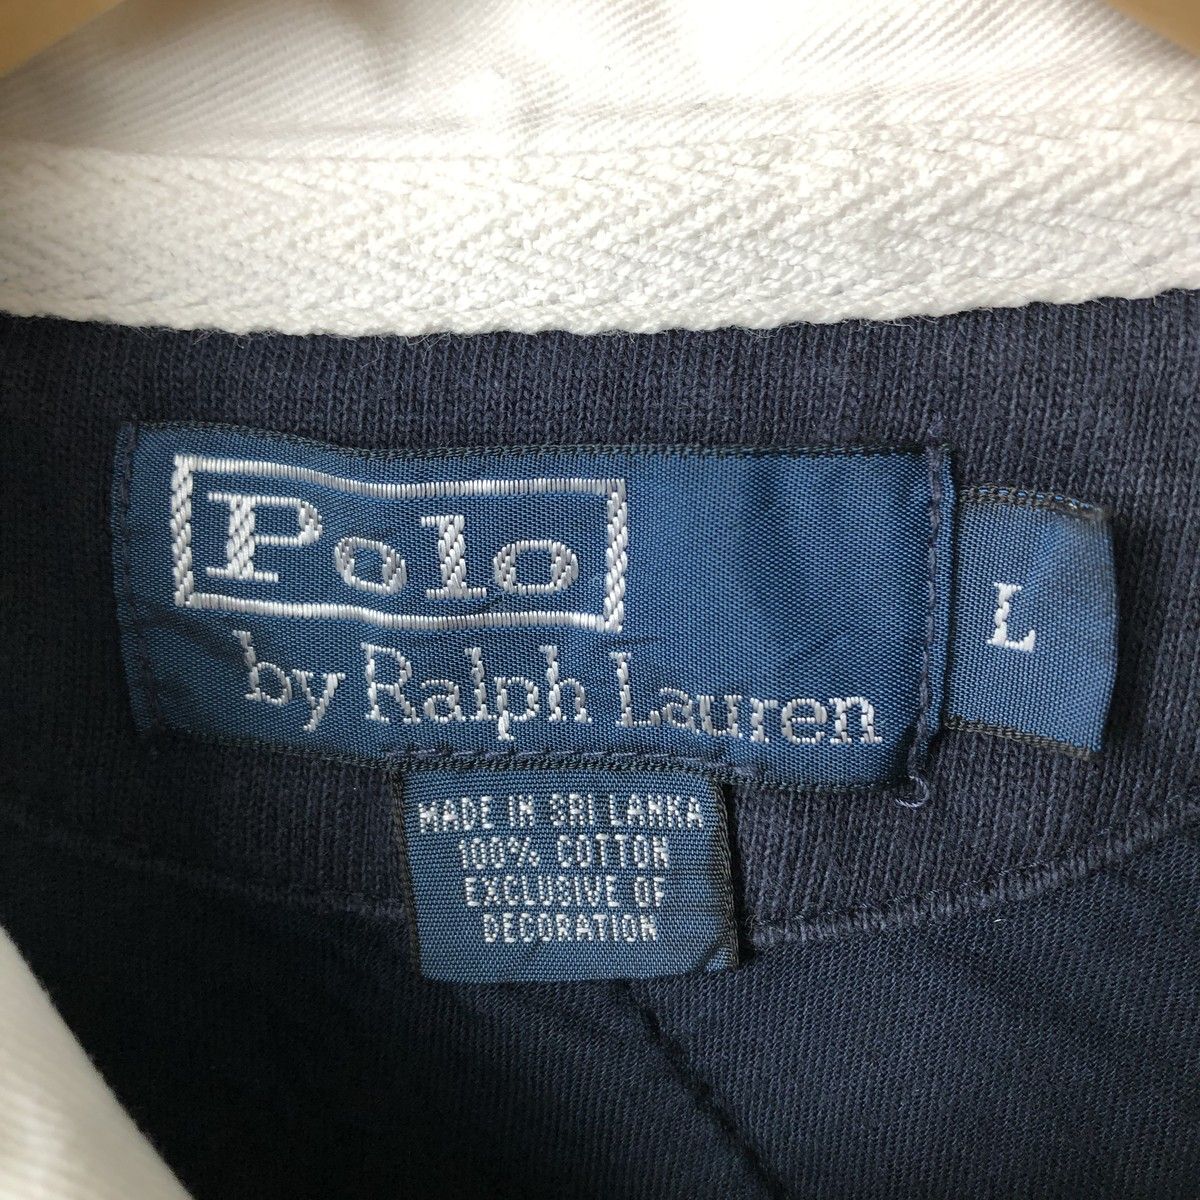 Polo
by Ralph Lauren
L
MADE IN SRI LANKA
100% COTTON
EXCLUSIVE OF
DECORATION